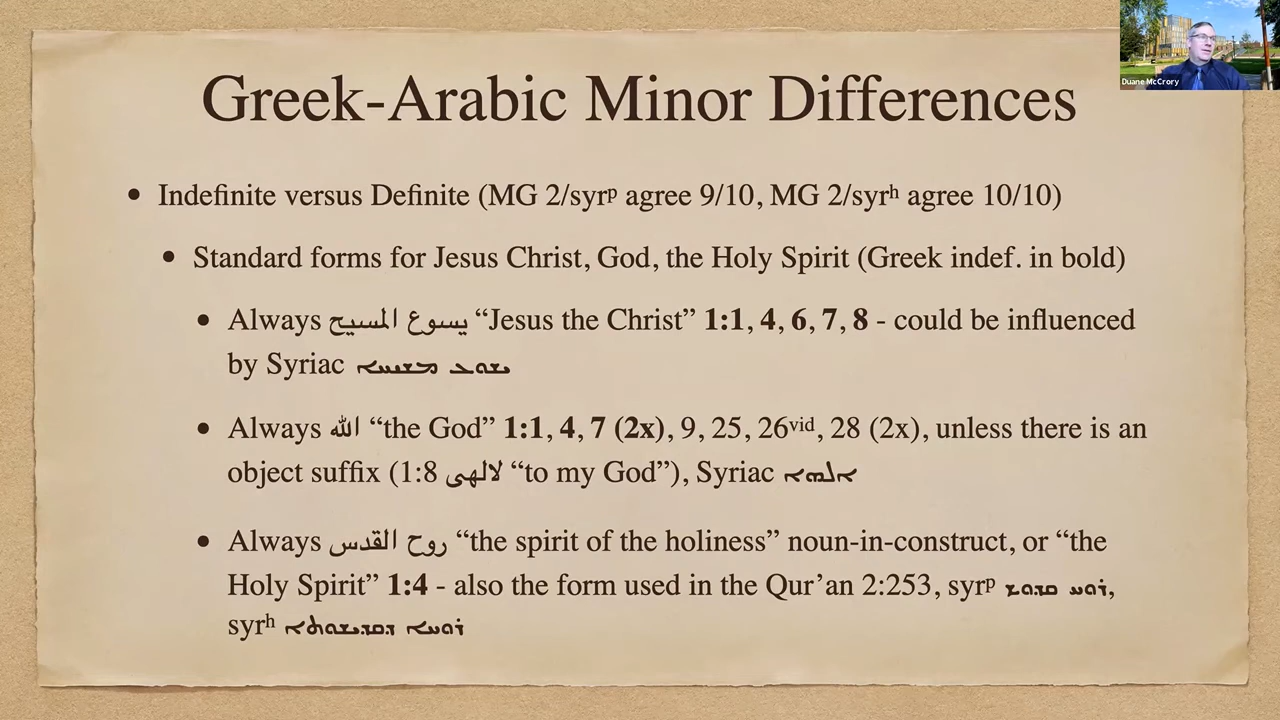 Duane McCrory
Greek-Arabic Minor Differences
• Indefinite versus Definite (MG 2/syrᵖ agree 9/10, MG 2/syrʰ agree 10/10)
• Standard forms for Jesus Christ, God, the Holy Spirit (Greek indef. in bold)
• Always يسوع المسيح “Jesus the Christ” 1:1, 4, 6, 7, 8 - could be influenced
by Syriac ܝܫܘܥ ܡܫܝܚܐ
• Always الله “the God” 1:1, 4, 7 (2x), 9, 25, 26ᵛⁱᵈ, 28 (2x), unless there is an
object suffix (1:8 لالهى “to my God”), Syriac ܐܠܗܐ
• Always روح القدس “the spirit of the holiness” noun-in-construct, or “the
Holy Spirit” 1:4 - also the form used in the Qur’an 2:253, syrᵖ ܪܘܚ ܩܘܕܫ,
syrʰ ܪܘܚܐ ܕܩܕܝܫܘܬܐ